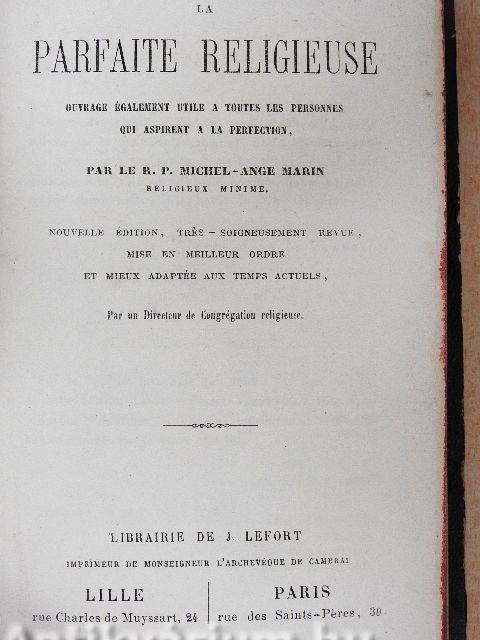 LA
PARFAITE RELIGIEUSE
OUVRAGE ÉGALEMENT UTILE A TOUTES LES PERSONNES
QUI ASPIRENT A LA PERFECTION,
PAR LE R. P. MICHEL-ANGE MARIN
RELIGIEUX MINIME.
NOUVELLE ÉDITION, TRÈS-SOIGNEUSEMENT REVUE,
MISE EN MEILLEUR ORDRE
ET MIEUX ADAPTÉE AUX TEMPS ACTUELS,
Par un Directeur de Congrégation religieuse.
LIBRAIRIE DE J. LEFORT
IMPRIMEUR DE MONSEIGNEUR L'ARCHEVÊQUE DE CAMBRAI
LILLE
rue Charles de Muyssart, 24
PARIS
rue des Saints-Pères, 30